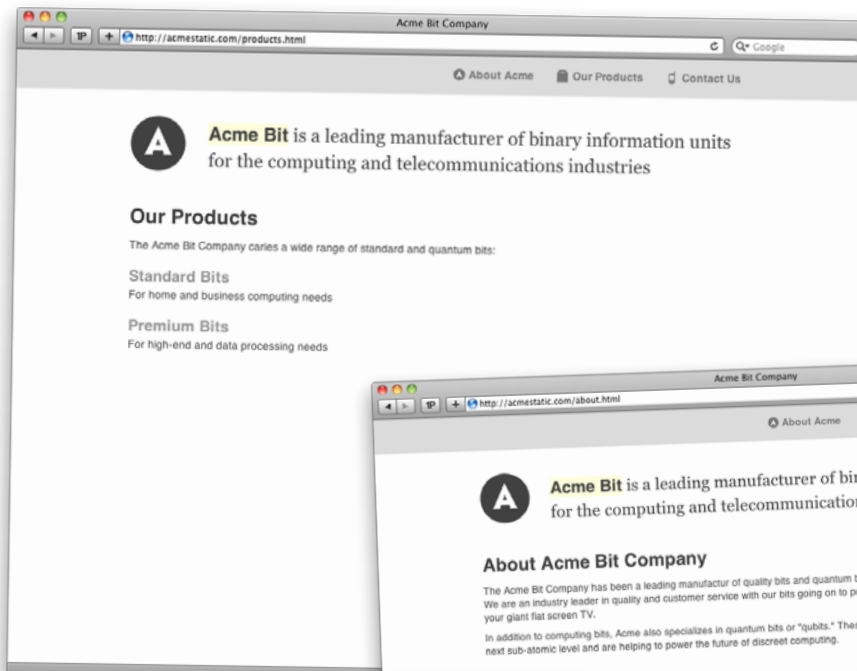 Acme Bit Company
1P + http://acmestatic.com/products.html Google
About Acme Our Products Contact Us
A
Acme Bit is a leading manufacturer of binary information units
for the computing and telecommunications industries
Our Products
The Acme Bit Company caries a wide range of standard and quantum bits:
Standard Bits
For home and business computing needs
Premium Bits
For high-end and data processing needs
Acme Bit Company
1P + http://acmestatic.com/about.html
About Acme
A
Acme Bit is a leading manufacturer of bin
for the computing and telecommunication
About Acme Bit Company
The Acme Bit Company has been a leading manufactur of quality bits and quantum b
We are an industry leader in quality and customer service with our bits going on to p
your giant flat screen TV.
In addition to computing bits, Acme also specializes in quantum bits or "qubits." Thes
next sub-atomic level and are helping to power the future of discreet computing.